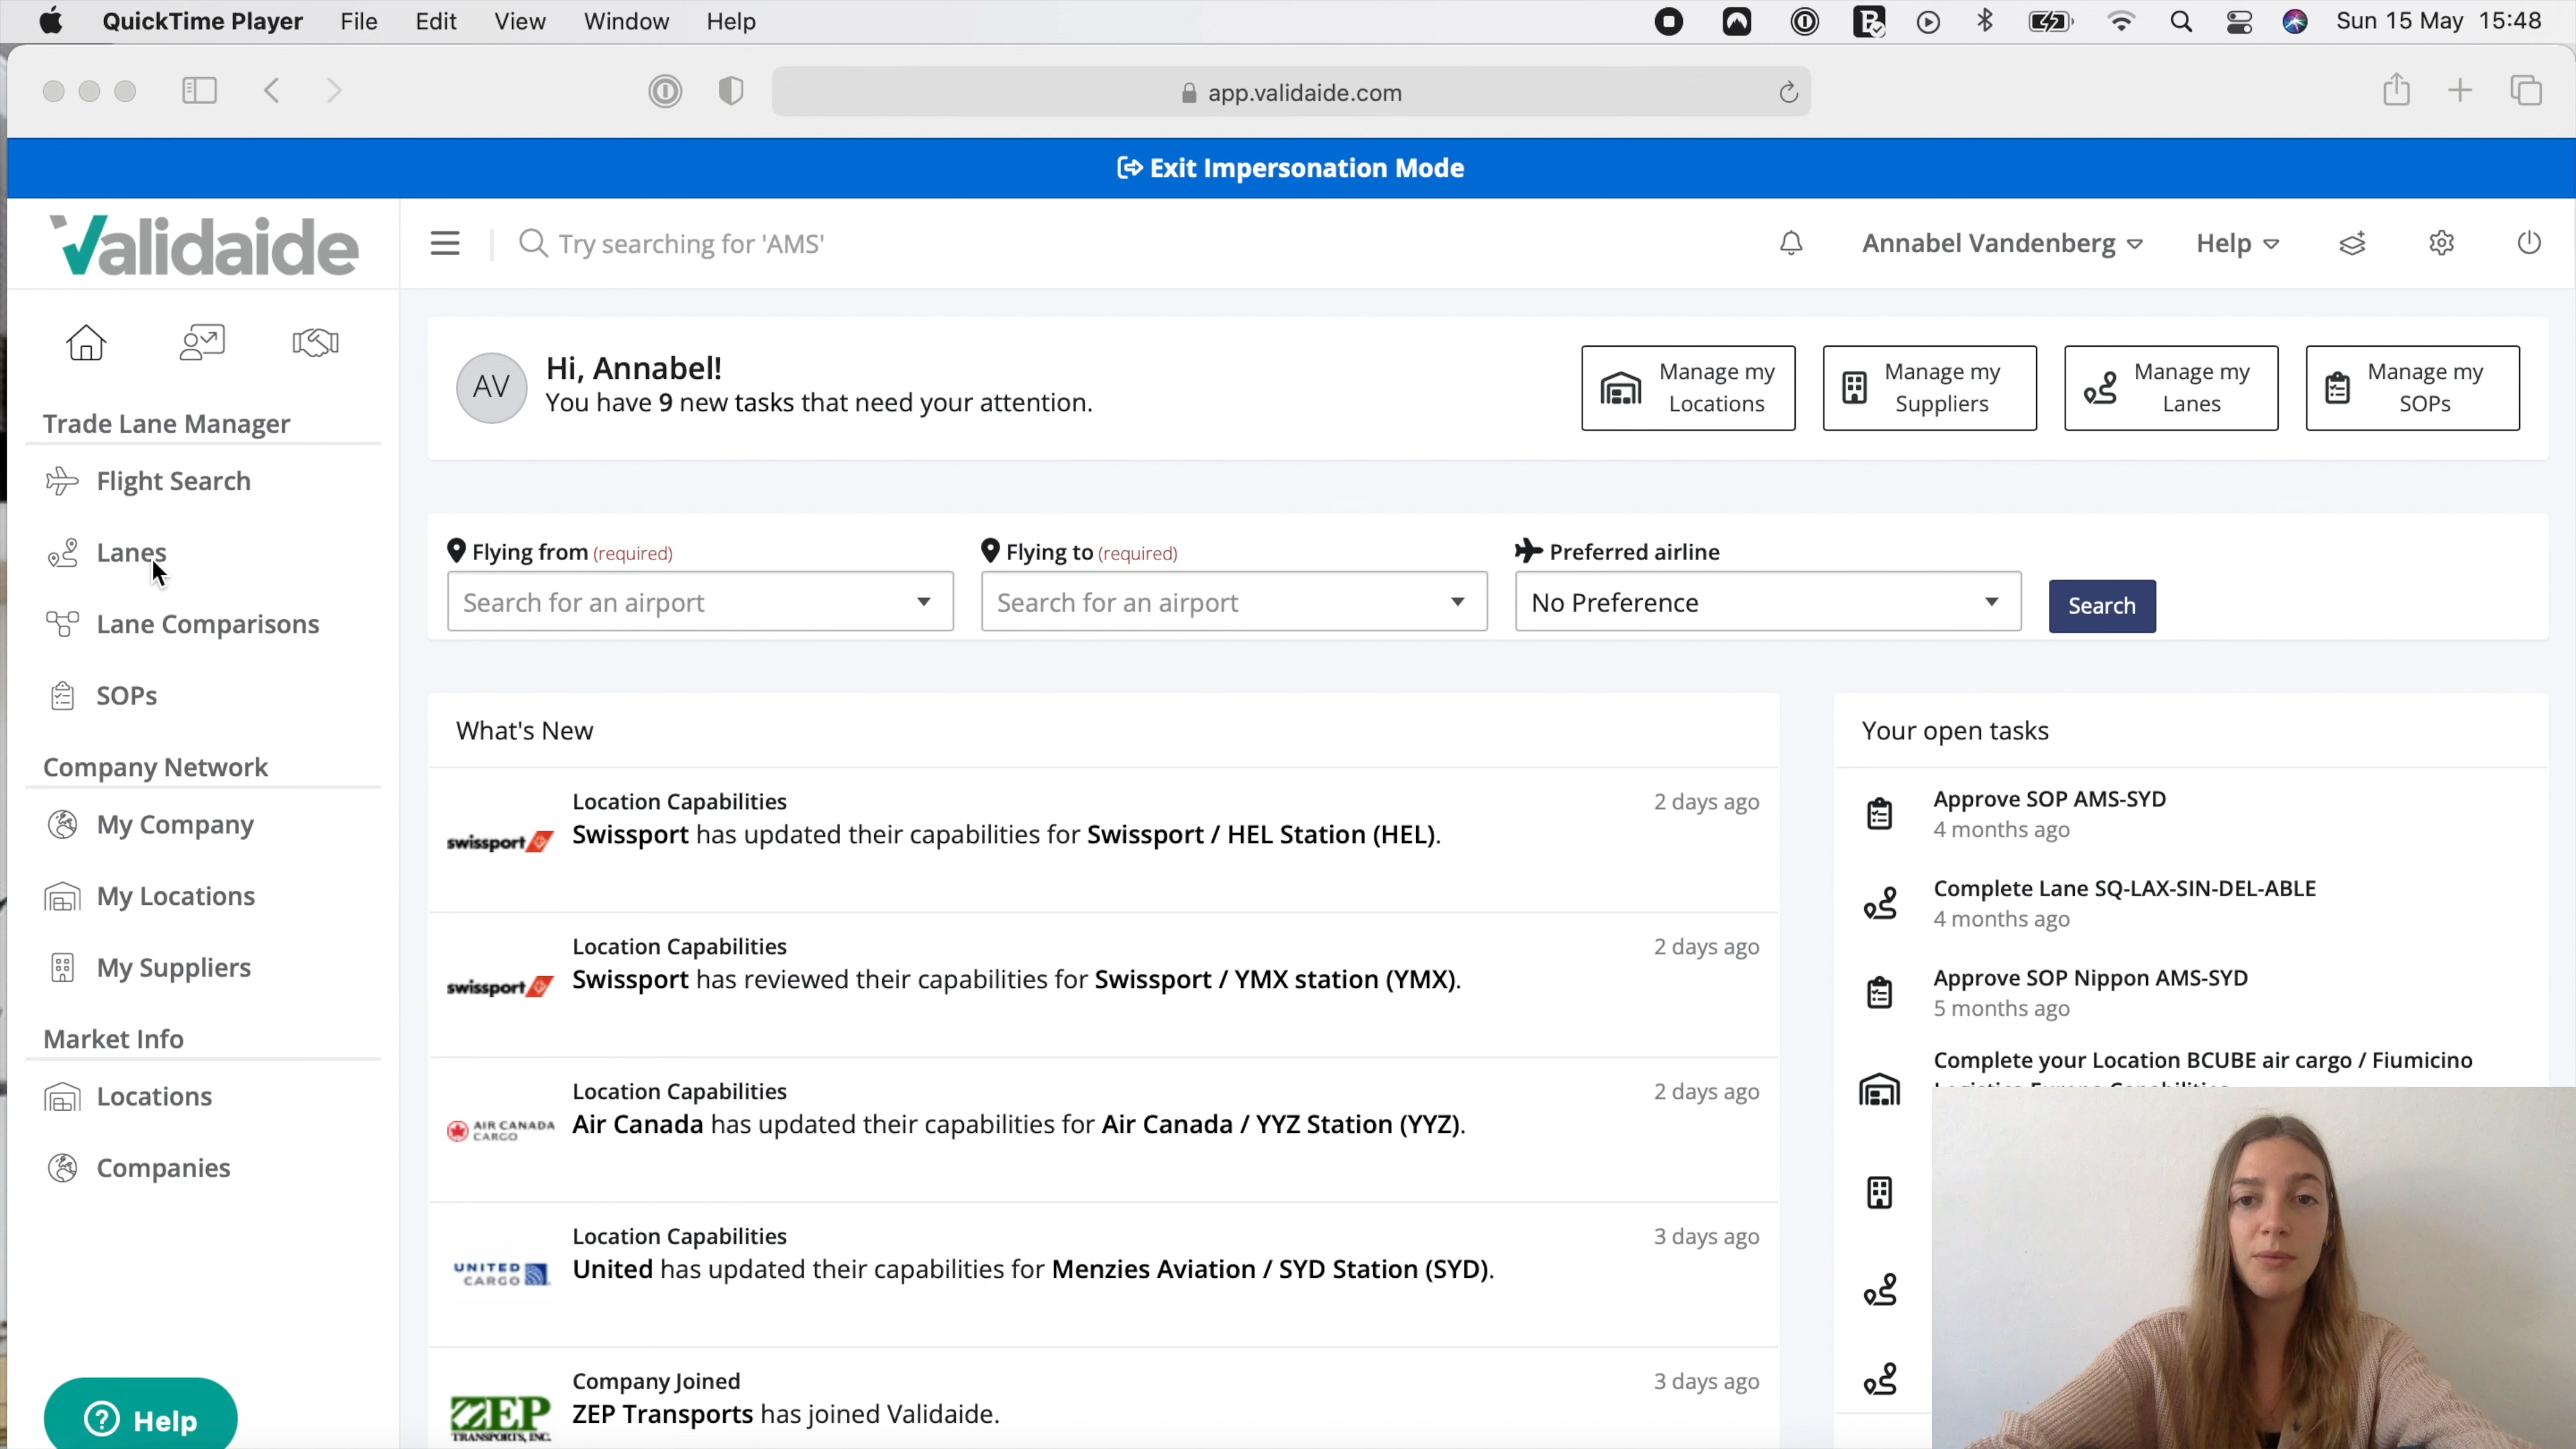 QuickTime Player File Edit View Window Help Sun 15 May 15:48
app.validaide.com
Exit Impersonation Mode
Validaide
Try searching for 'AMS'
Annabel Vandenberg
Help
Trade Lane Manager
Flight Search
Lanes
Lane Comparisons
SOPs
Company Network
My Company
My Locations
My Suppliers
Market Info
Locations
Companies
Help
AV
Hi, Annabel!
You have 9 new tasks that need your attention.
Manage my
Locations
Manage my
Suppliers
Manage my
Lanes
Manage my
SOPs
Flying from (required)
Search for an airport
Flying to (required)
Search for an airport
Preferred airline
No Preference
Search
What's New
swissport
Location Capabilities
2 days ago
Swissport has updated their capabilities for Swissport / HEL Station (HEL).
swissport
Location Capabilities
2 days ago
Swissport has reviewed their capabilities for Swissport / YMX station (YMX).
AIR CANADA
CARGO
Location Capabilities
2 days ago
Air Canada has updated their capabilities for Air Canada / YYZ Station (YYZ).
UNITED
CARGO
Location Capabilities
3 days ago
United has updated their capabilities for Menzies Aviation / SYD Station (SYD).
ZEP
TRANSPORTS, INC.
Company Joined
3 days ago
ZEP Transports has joined Validaide.
Your open tasks
Approve SOP AMS-SYD
4 months ago
Complete Lane SQ-LAX-SIN-DEL-ABLE
4 months ago
Approve SOP Nippon AMS-SYD
5 months ago
Complete your Location BCUBE air cargo / Fiumicino